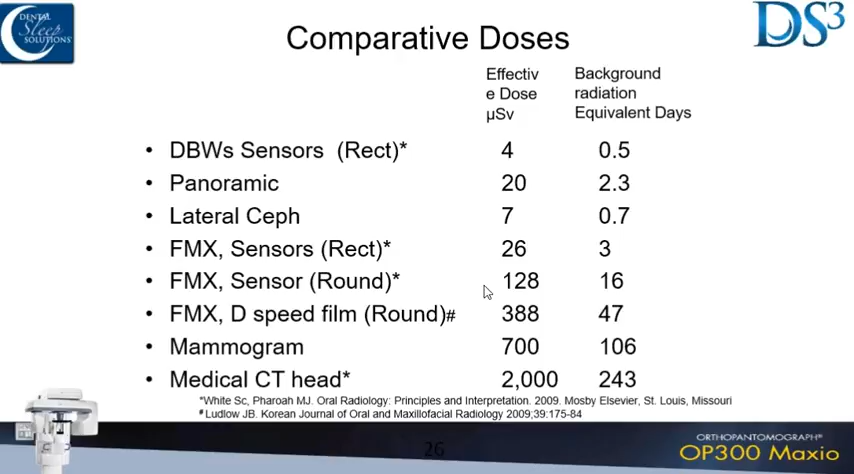 DENTAL
Sleep
SOLUTIONS®
DS3
Comparative Doses
Effectiv
e Dose
µSv
Background
radiation
Equivalent Days
• DBWs Sensors (Rect)* 4 0.5
• Panoramic 20 2.3
• Lateral Ceph 7 0.7
• FMX, Sensors (Rect)* 26 3
• FMX, Sensor (Round)* 128 16
• FMX, D speed film (Round)# 388 47
• Mammogram 700 106
• Medical CT head* 2,000 243
*White Sc, Pharoah MJ. Oral Radiology: Principles and Interpretation. 2009. Mosby Elsevier, St. Louis, Missouri
# Ludlow JB. Korean Journal of Oral and Maxillofacial Radiology 2009;39:175-84
26
ORTHOPANTOMOGRAPH®
OP300 Maxio